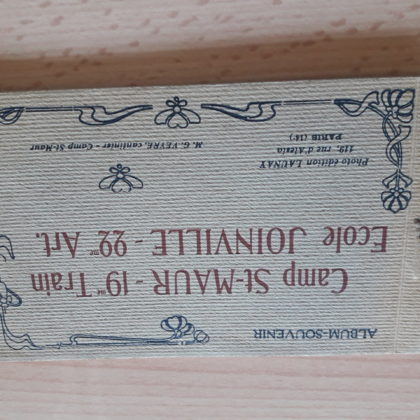 ALBUM-SOUVENIR
Camp St-MAUR - 19me Train
Ecole JOINVILLE - 22me Art.
Photo édition LAUNAY
119, rue d'Alésia
PARIS (14e)
M. G. VEYRE, cantinier - Camp St-Maur